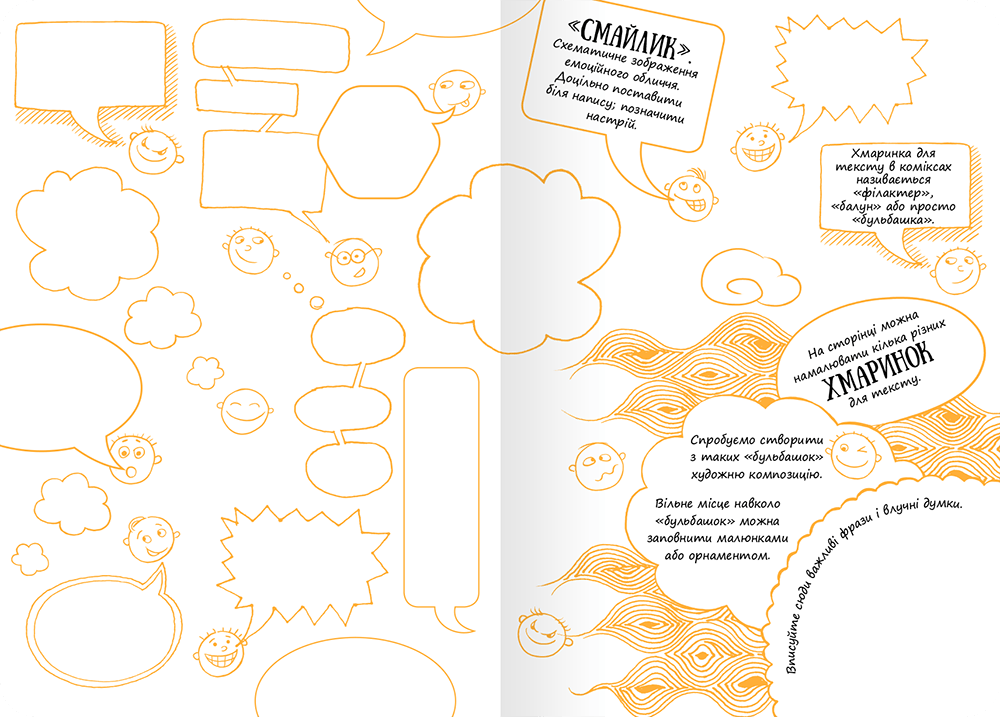 «СМАЙЛИК».
Схематичне зображення
емоційного обличчя.
Доцільно поставити
біля напису; позначити
настрій.
Хмаринка для
тексту в коміксах
називається
«філактер»,
«балун» або просто
«бульбашка».
На сторінці можна
намалювати кілька різних
ХМАРИНОК
для тексту.
Спробуємо створити
з таких «бульбашок»
художню композицію.
Вільне місце навколо
«бульбашок» можна
заповнити малюнками
або орнаментом.
Вписуйте сюди важливі фрази і влучні думки.